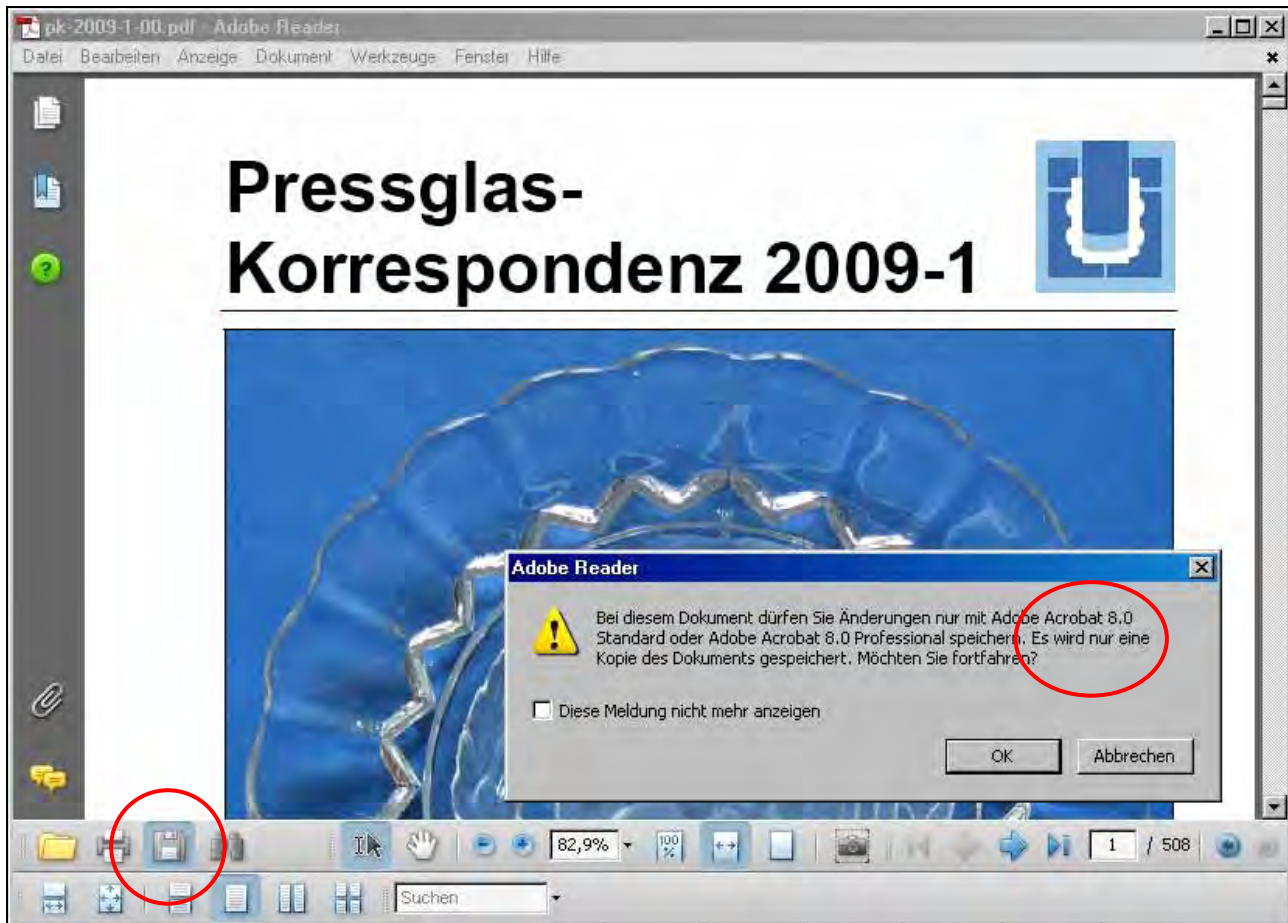 pk-2009-1-00.pdf - Adobe Reader
Datei Bearbeiten Anzeige Dokument Werkzeuge Fenster Hilfe
Pressglas-
Korrespondenz 2009-1
Adobe Reader
Bei diesem Dokument dürfen Sie Änderungen nur mit Adobe Acrobat 8.0
Standard oder Adobe Acrobat 8.0 Professional speichern. Es wird nur eine
Kopie des Dokuments gespeichert. Möchten Sie fortfahren?
Diese Meldung nicht mehr anzeigen
OK Abbrechen
82,9% 100 % 1 / 508
Suchen